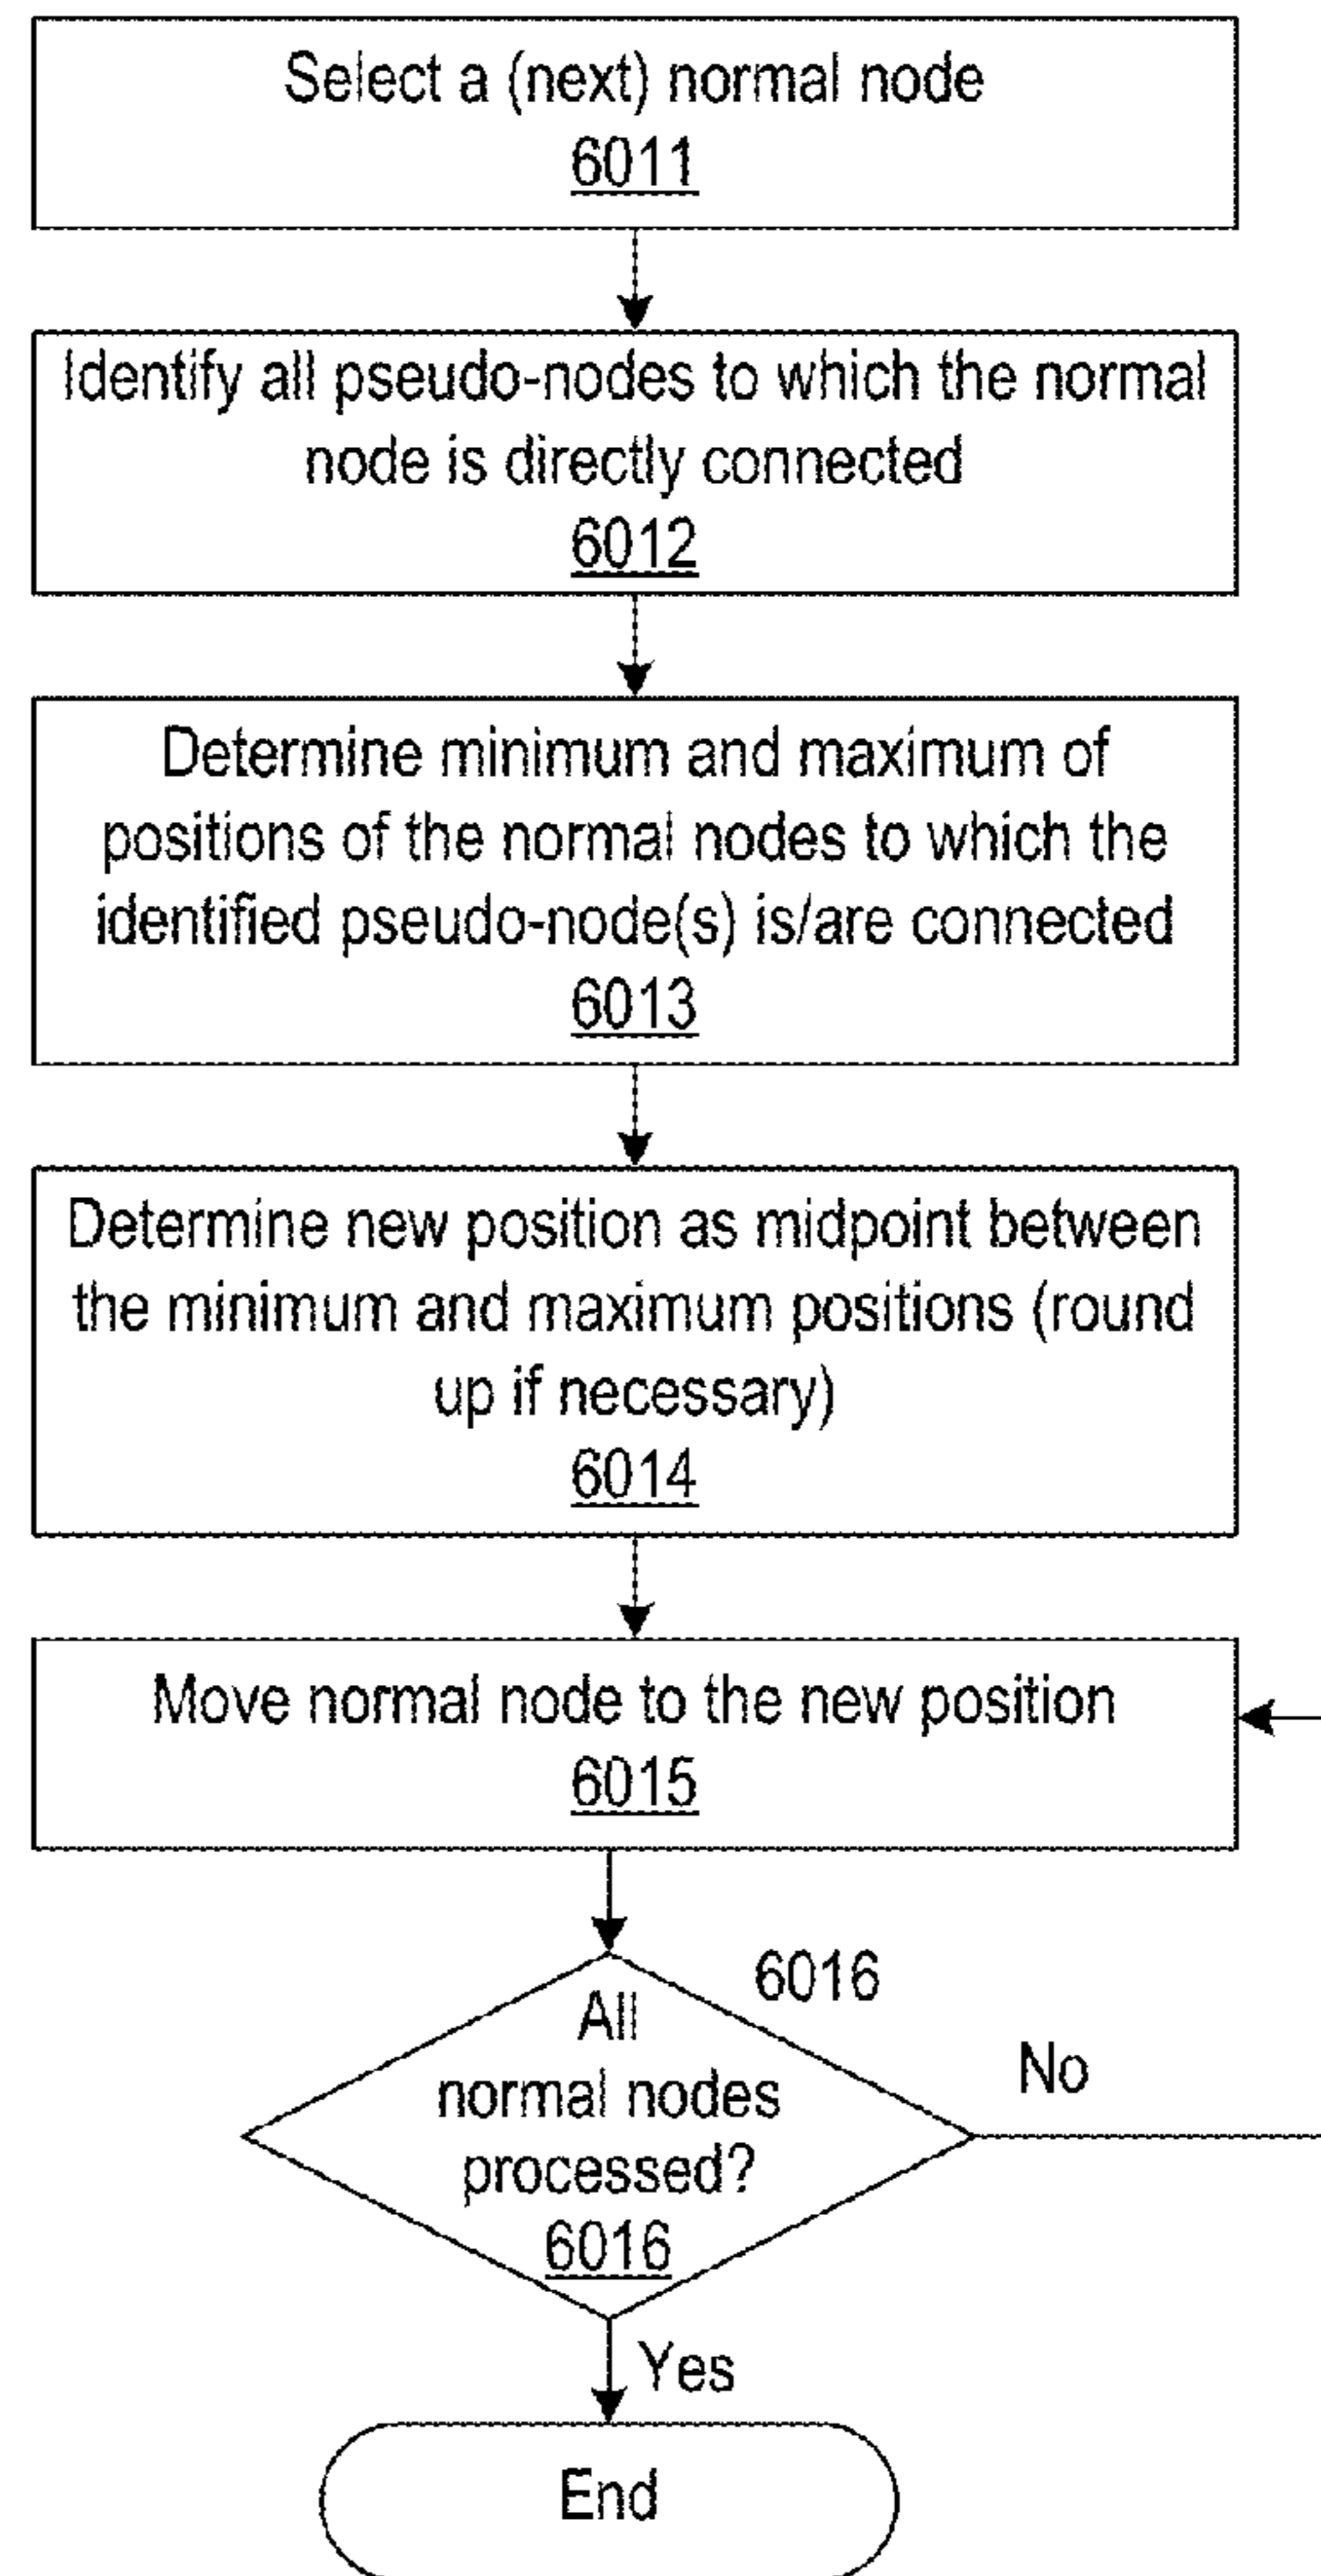 Select a (next) normal node
6011
Identify all pseudo-nodes to which the normal
node is directly connected
6012
Determine minimum and maximum of
positions of the normal nodes to which the
identified pseudo-node(s) is/are connected
6013
Determine new position as midpoint between
the minimum and maximum positions (round
up if necessary)
6014
Move normal node to the new position
6015
6016
All
normal nodes
processed?
6016
No
Yes
End